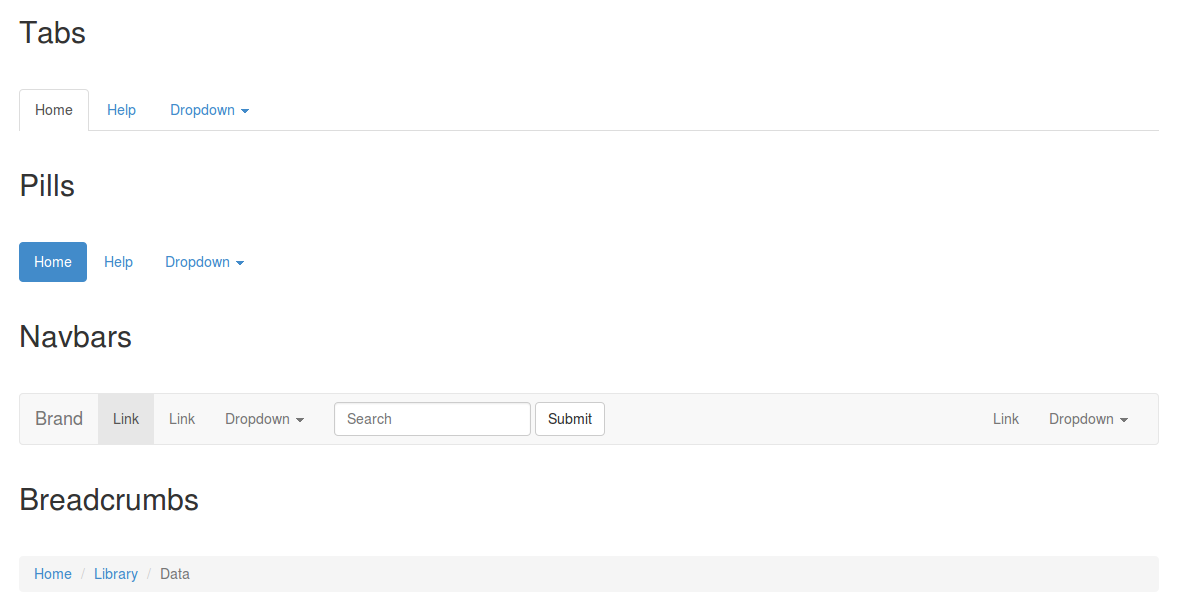 Tabs
Home Help Dropdown
Pills
Home Help Dropdown
Navbars
Brand Link Link Dropdown Search Submit Link Dropdown
Breadcrumbs
Home / Library / Data